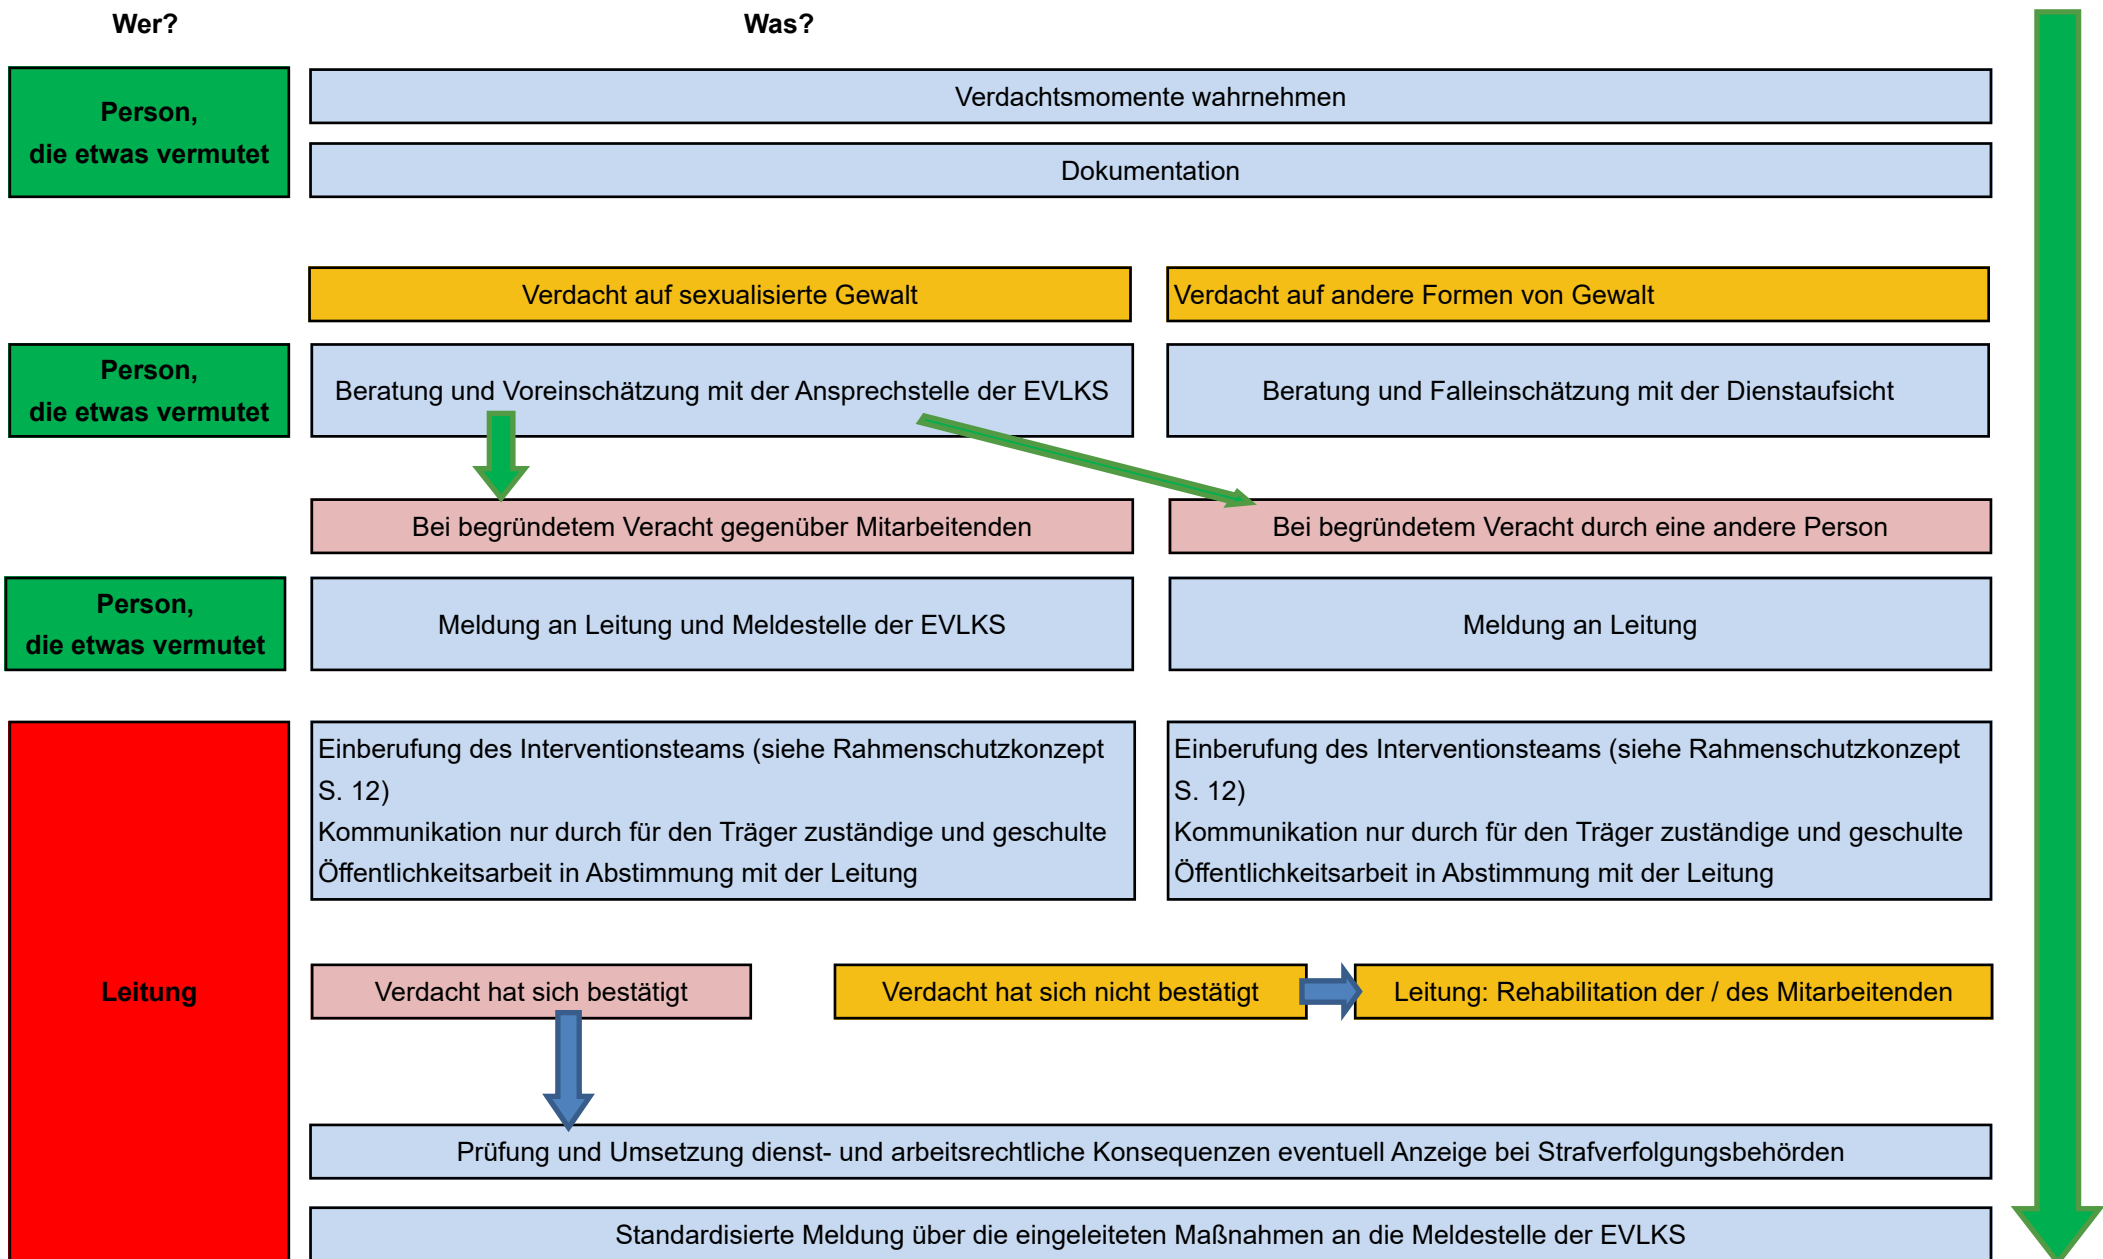 Wer?
Was?
Person,
die etwas vermutet
Verdachtsmomente wahrnehmen
Dokumentation
Verdacht auf sexualisierte Gewalt
Verdacht auf andere Formen von Gewalt
Person,
die etwas vermutet
Beratung und Voreinschätzung mit der Ansprechstelle der EVLKS
Beratung und Falleinschätzung mit der Dienstaufsicht
Bei begründetem Veracht gegenüber Mitarbeitenden
Bei begründetem Veracht durch eine andere Person
Person,
die etwas vermutet
Meldung an Leitung und Meldestelle der EVLKS
Meldung an Leitung
Leitung
Einberufung des Interventionsteams (siehe Rahmenschutzkonzept
S. 12)
Kommunikation nur durch für den Träger zuständige und geschulte
Öffentlichkeitsarbeit in Abstimmung mit der Leitung
Einberufung des Interventionsteams (siehe Rahmenschutzkonzept
S. 12)
Kommunikation nur durch für den Träger zuständige und geschulte
Öffentlichkeitsarbeit in Abstimmung mit der Leitung
Verdacht hat sich bestätigt
Verdacht hat sich nicht bestätigt
Leitung: Rehabilitation der / des Mitarbeitenden
Prüfung und Umsetzung dienst- und arbeitsrechtliche Konsequenzen eventuell Anzeige bei Strafverfolgungsbehörden
Standardisierte Meldung über die eingeleiteten Maßnahmen an die Meldestelle der EVLKS